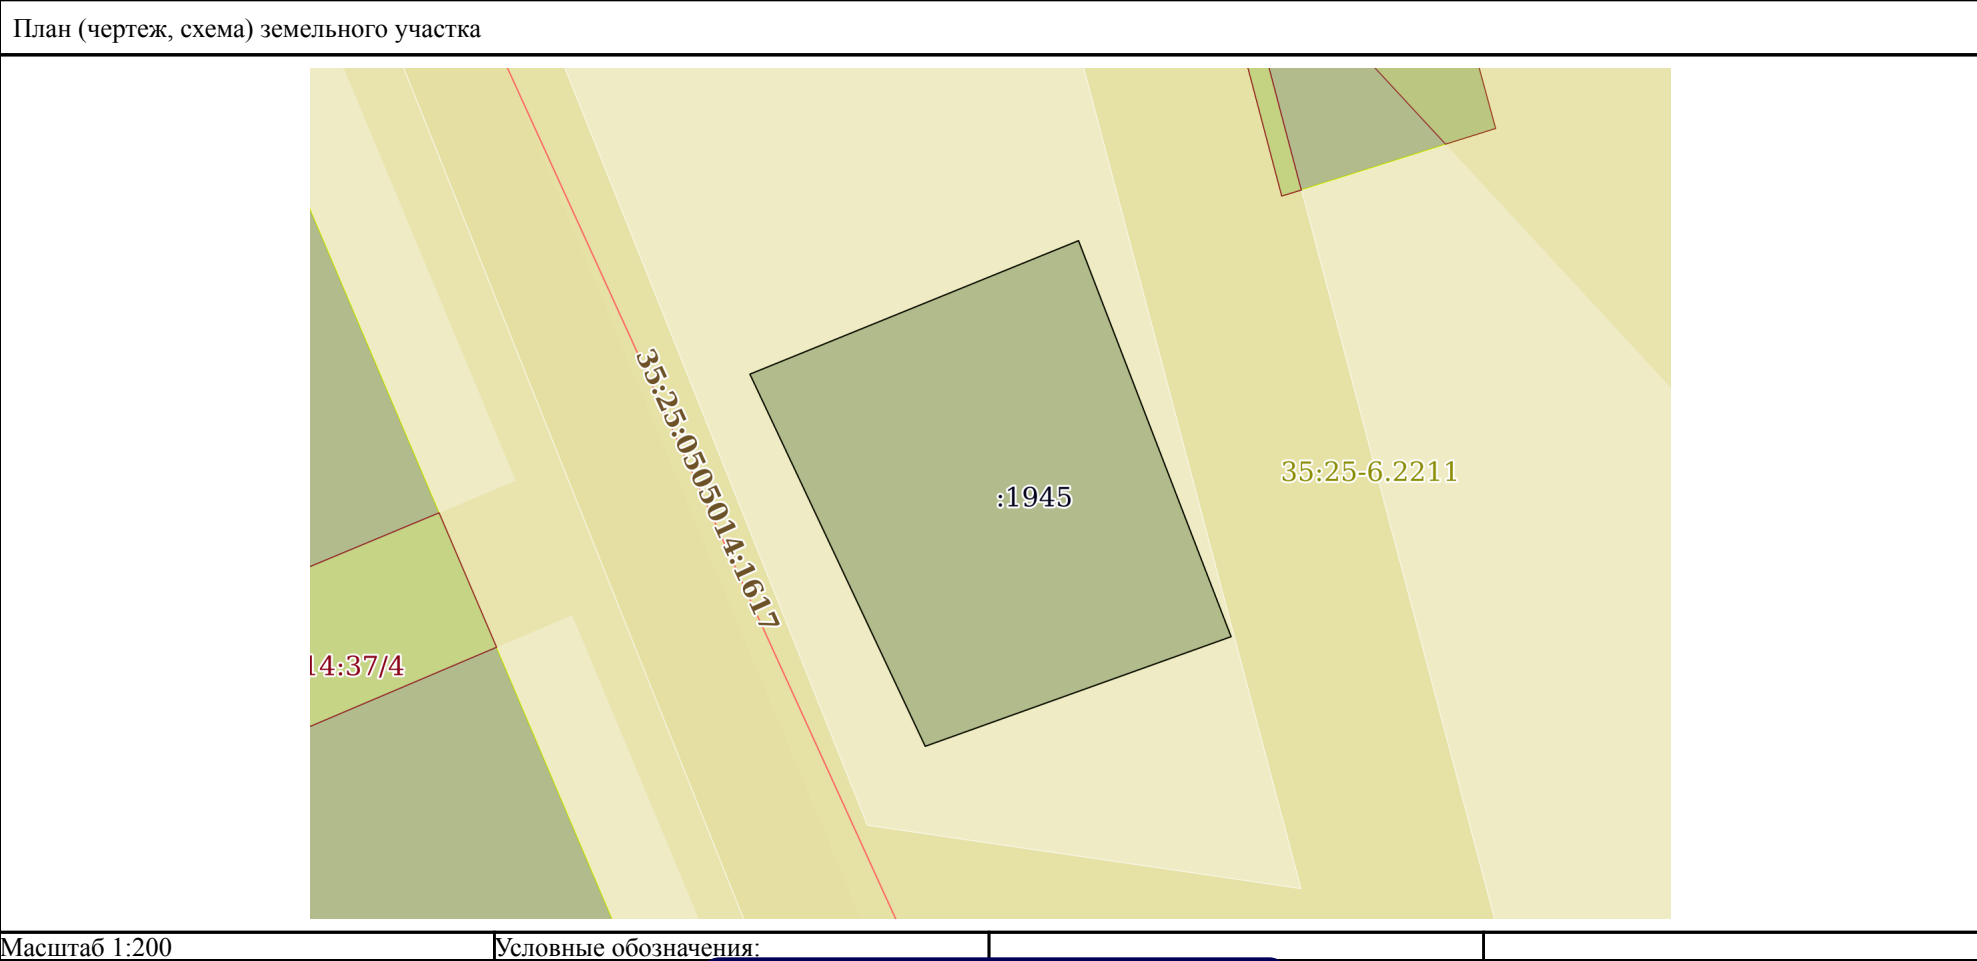 План (чертеж, схема) земельного участка
35:25:0505014:1617
35:25-6.2211
:1945
14:37/4
Масштаб 1:200
Условные обозначения: